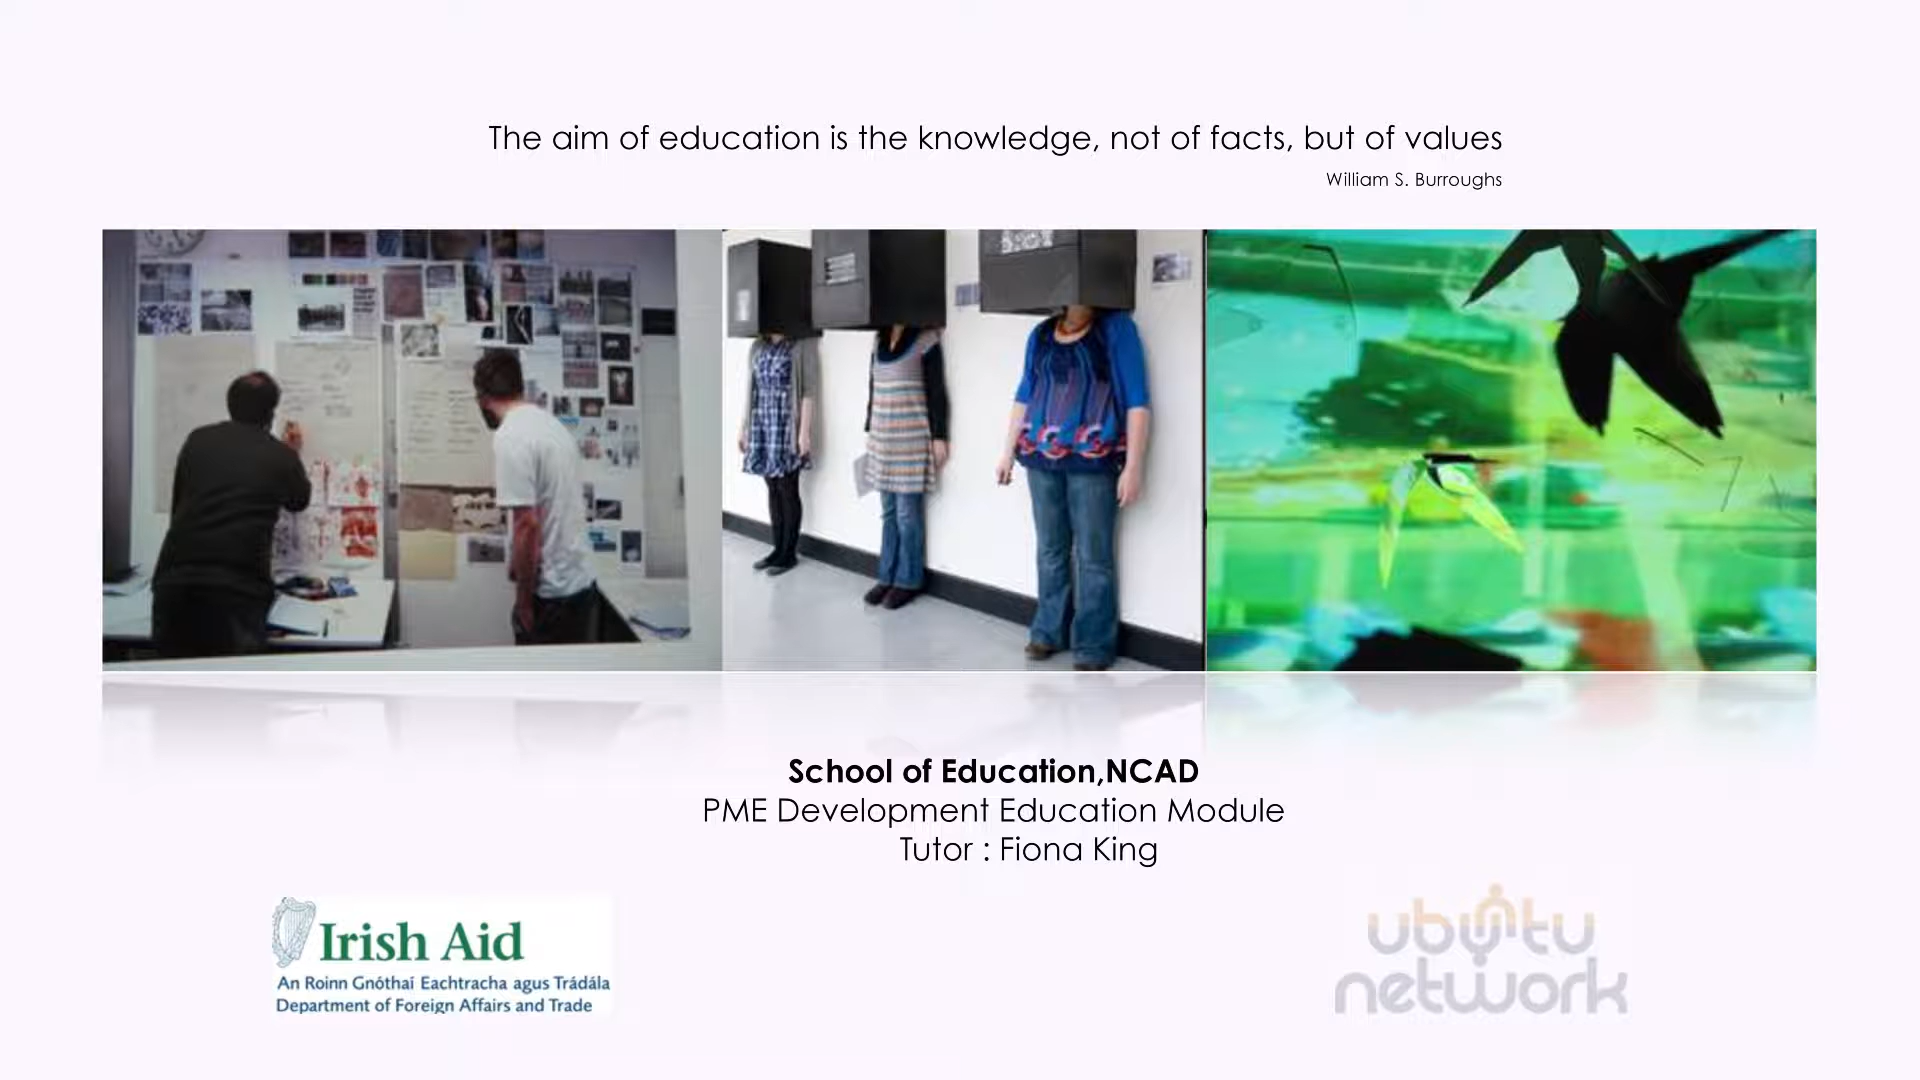 The aim of education is the knowledge, not of facts, but of values
William S. Burroughs
School of Education,NCAD
PME Development Education Module
Tutor : Fiona King
Irish Aid
An Roinn Gnóthaí Eachtracha agus Trádála
Department of Foreign Affairs and Trade
ubuntu
network